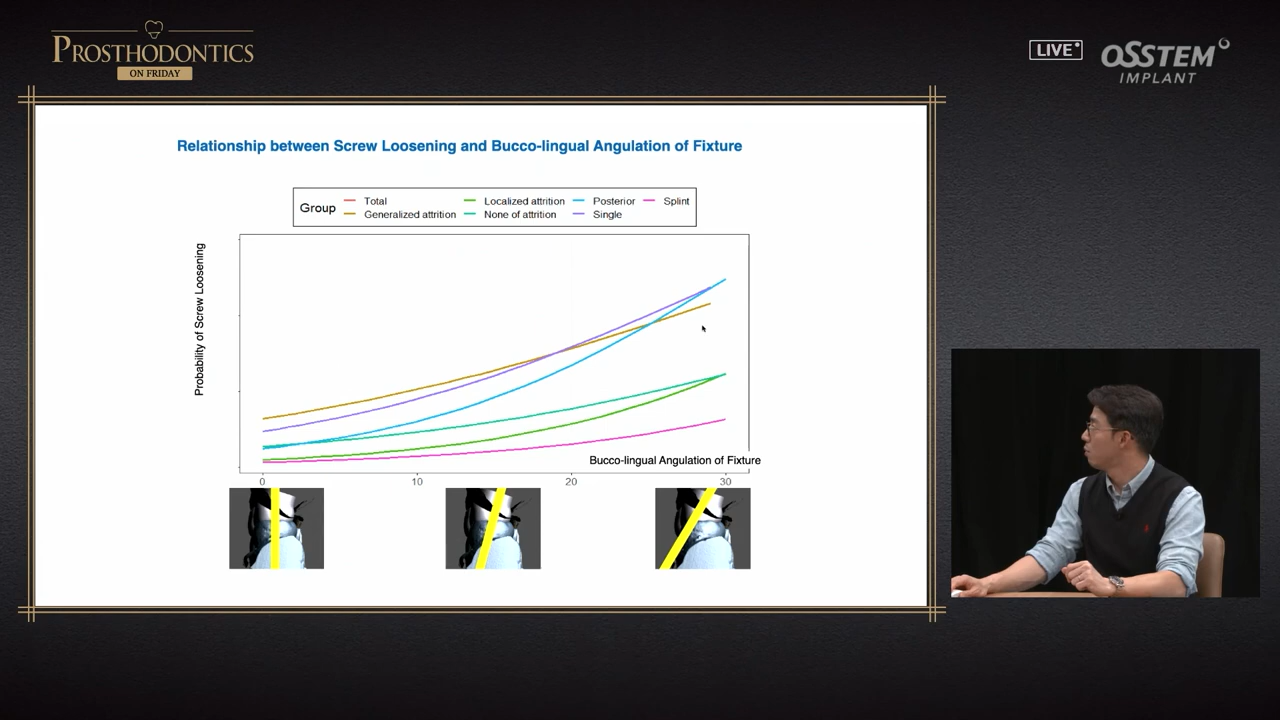 PROSTHODONTICS
ON FRIDAY
LIVE
OSSTEM
IMPLANT
Relationship between Screw Loosening and Bucco-lingual Angulation of Fixture
Group
Total
Localized attrition
Posterior
Splint
Generalized attrition
None of attrition
Single
Probability of Screw Loosening
Bucco-lingual Angulation of Fixture
0
10
20
30